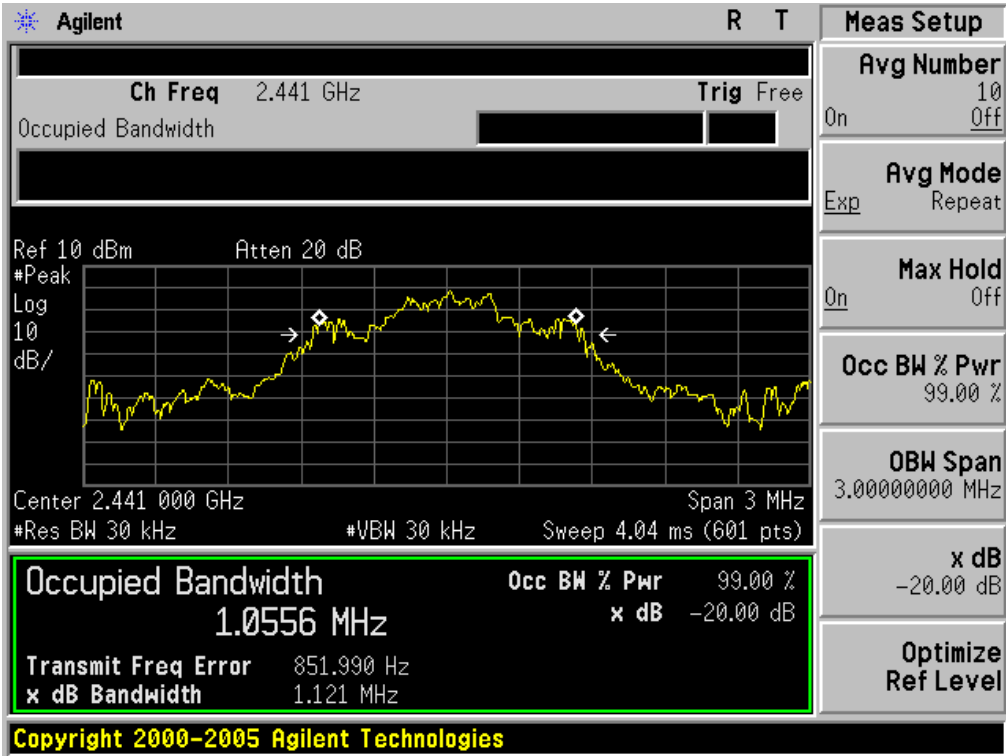 Agilent R T
Ch Freq 2.441 GHz Trig Free
Occupied Bandwidth
Ref 10 dBm Atten 20 dB
#Peak
Log
10
dB/
Center 2.441 000 GHz Span 3 MHz
#Res BW 30 kHz #VBW 30 kHz Sweep 4.04 ms (601 pts)
Occupied Bandwidth Occ BW % Pwr 99.00 %
1.0556 MHz x dB -20.00 dB
Transmit Freq Error 851.990 Hz
x dB Bandwidth 1.121 MHz
Copyright 2000-2005 Agilent Technologies
Meas Setup
Avg Number
10
On Off
Avg Mode
Exp Repeat
Max Hold
On Off
Occ BW % Pwr
99.00 %
OBW Span
3.00000000 MHz
x dB
-20.00 dB
Optimize
Ref Level